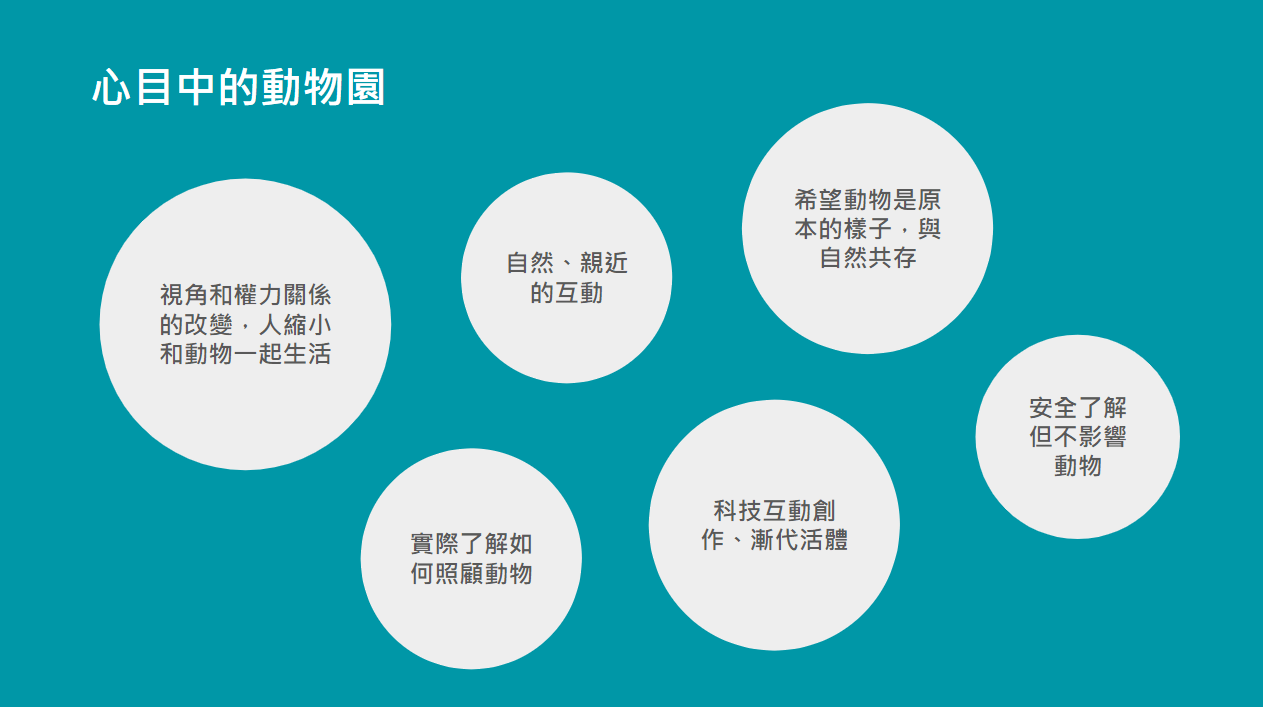 心目中的動物園
視角和權力關係
的改變，人縮小
和動物一起生活
自然、親近
的互動
希望動物是原
本的樣子，與
自然共存
安全了解
但不影響
動物
實際了解如
何照顧動物
科技互動創
作、漸代活體